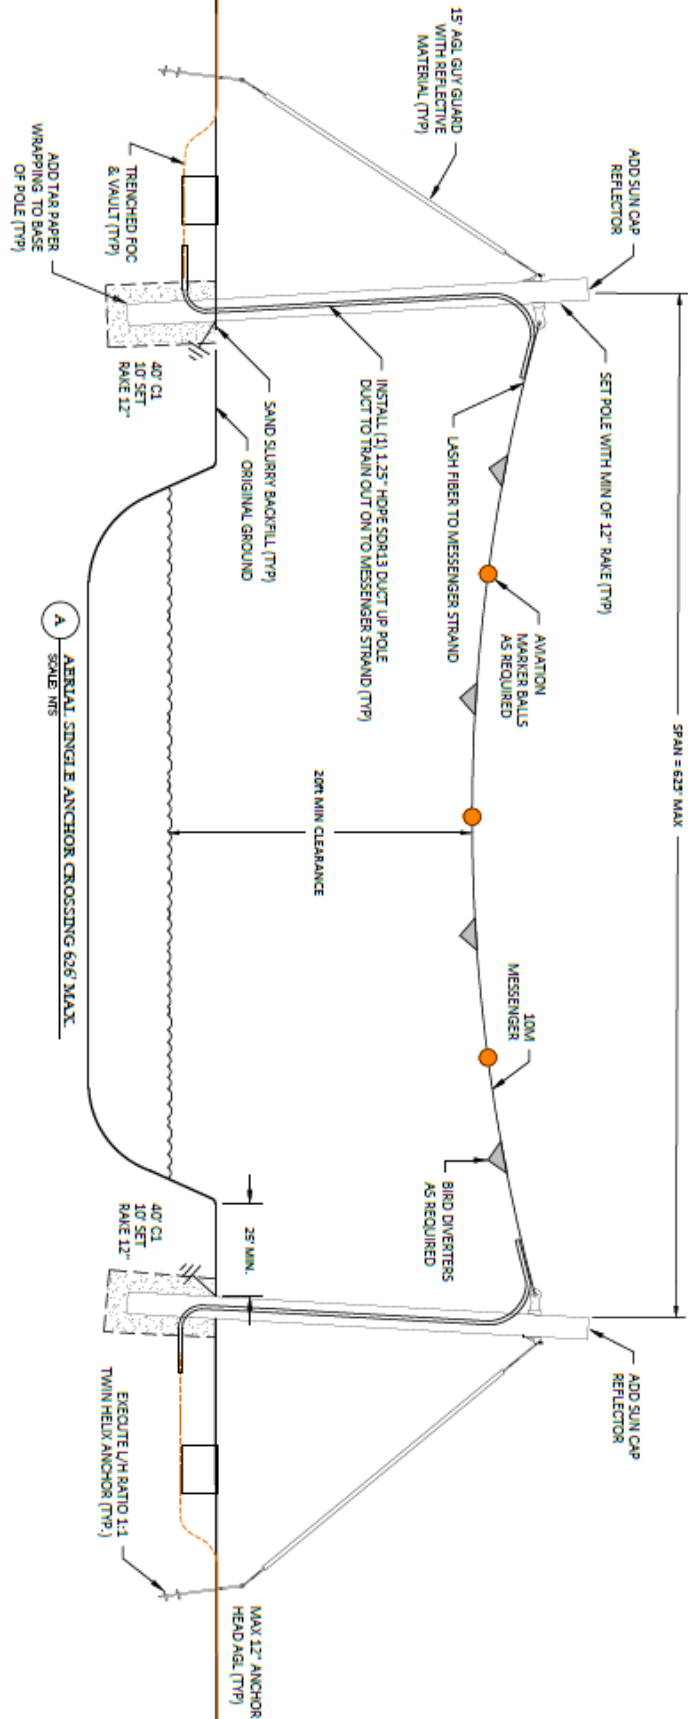 SPAN = 623' MAX
ADD SUN CAP
REFLECTOR
SET POLE WITH MIN OF 12" RAKE (TYP)
ADD SUN CAP
REFLECTOR
15' AGL GUY GUARD
WITH REFLECTIVE
MATERIAL (TYP)
LASH FIBER TO MESSENGER STRAND
AVIATION
MARKER BALLS
AS REQUIRED
10M
MESSENGER
BIRD DIVERTERS
AS REQUIRED
INSTALL (1) 1.25" HDPE SDR13 DUCT UP POLE
DUCT TO TRAIN OUT ON TO MESSENGER STRAND (TYP)
20ft MIN CLEARANCE
SAND SLURRY BACKFILL (TYP)
ORIGINAL GROUND
25' MIN.
MAX 12" ANCHOR
HEAD AGL (TYP)
TRENCHED FOC
& VAULT (TYP)
40' C1
10' SET
RAKE 12"
40' C1
10' SET
RAKE 12"
ADD TAR PAPER
WRAPPING TO BASE
OF POLE (TYP)
EXECUTE L/H RATIO 1:1
TWIN HELIX ANCHOR (TYP.)
A
AERIAL SINGLE ANCHOR CROSSING 626' MAX.
SCALE: NTS